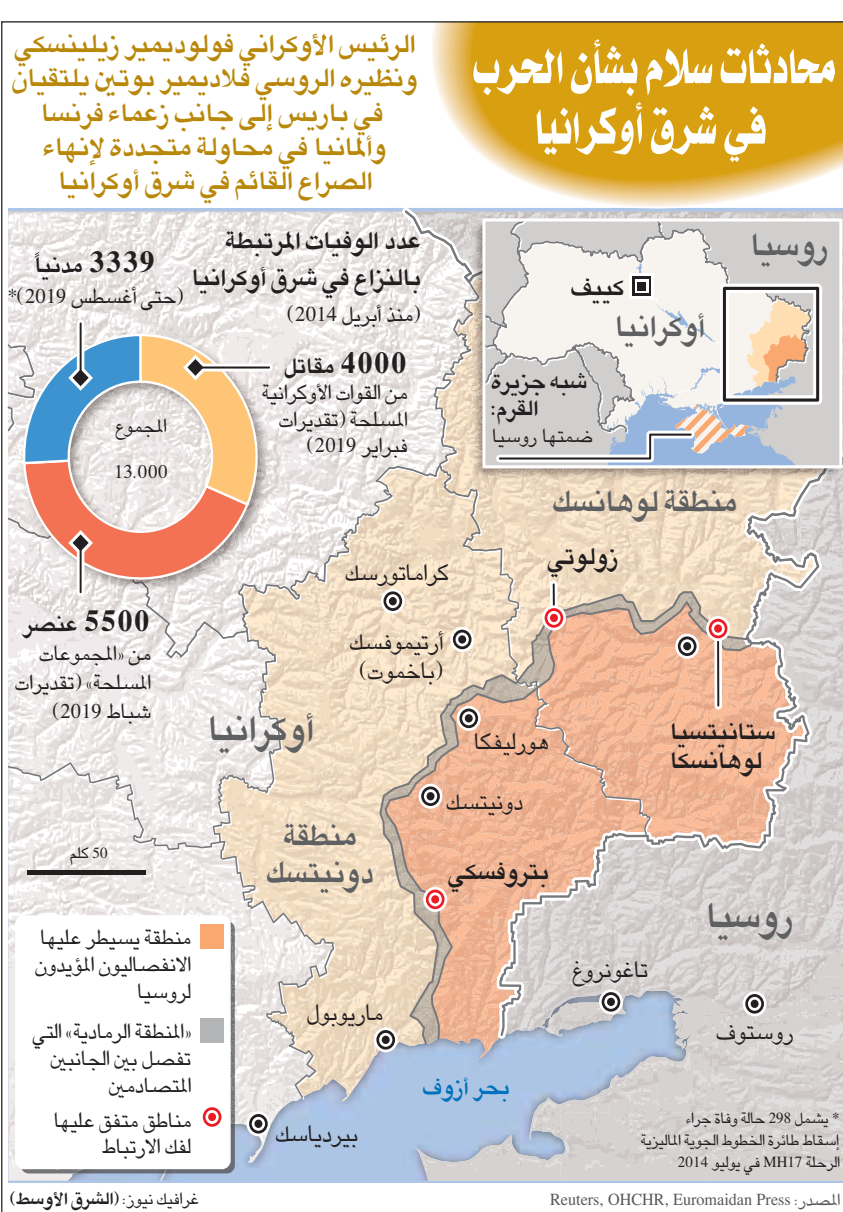 محادثات سلام بشأن الحرب
في شرق أوكرانيا
الرئيس الأوكراني فولوديمير زيلينسكي
ونظيره الروسي فلاديمير بوتين يلتقيان
في باريس إلى جانب زعماء فرنسا
وألمانيا في محاولة متجددة لإنهاء
الصراع القائم في شرق أوكرانيا
روسيا
كييف
أوكرانيا
شبه جزيرة
القرم:
ضمتها روسيا
عدد الوفيات المرتبطة
بالنزاع في شرق أوكرانيا
(منذ أبريل 2014)
3339 مدنياً
(حتى أغسطس 2019)*
4000 مقاتل
من القوات الأوكرانية
المسلحة (تقديرات
فبراير 2019)
المجموع
13.000
5500 عنصر
من «المجموعات
المسلحة» (تقديرات
شباط 2019)
منطقة لوهانسك
زولوتي
كراماتورسك
أرتيموفسك
(باخموت)
ستانيتسيا
لوهانسكا
أوكرانيا
هورليفكا
دونيتسك
منطقة
دونيتسك
بتروفسكي
50 كلم
روسيا
تاغونروغ
روستوف
ماريوبول
بحر أزوف
بيردياسك
منطقة يسيطر عليها
الانفصاليون المؤيدون
لروسيا
«المنطقة الرمادية» التي
تفصل بين الجانبين
المتصادمين
مناطق متفق عليها
لفك الارتباط
* يشمل 298 حالة وفاة جراء
إسقاط طائرة الخطوط الجوية الماليزية
الرحلة MH17 في يوليو 2014
المصدر: Reuters, OHCHR, Euromaidan Press
غرافيك نيوز: (الشرق الأوسط)